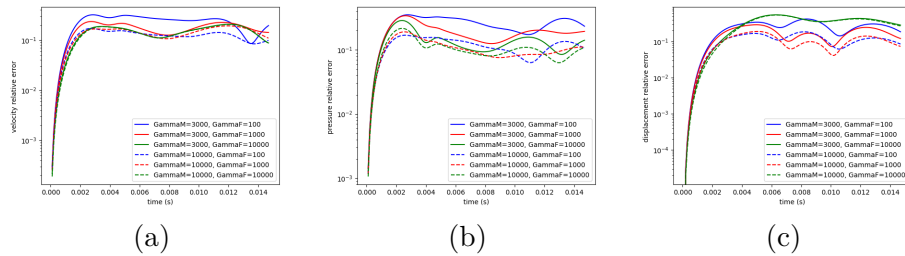 velocity relative error
10⁻¹
10⁻²
10⁻³
0.000 0.002 0.004 0.006 0.008 0.010 0.012 0.014
time (s)
GammaM=3000, GammaF=100
GammaM=3000, GammaF=1000
GammaM=3000, GammaF=10000
GammaM=10000, GammaF=100
GammaM=10000, GammaF=1000
GammaM=10000, GammaF=10000
(a)
pressure relative error
10⁻¹
10⁻²
10⁻³
0.000 0.002 0.004 0.006 0.008 0.010 0.012 0.014
time (s)
GammaM=3000, GammaF=100
GammaM=3000, GammaF=1000
GammaM=3000, GammaF=10000
GammaM=10000, GammaF=100
GammaM=10000, GammaF=1000
GammaM=10000, GammaF=10000
(b)
displacement relative error
10⁻¹
10⁻²
10⁻³
10⁻⁴
0.000 0.002 0.004 0.006 0.008 0.010 0.012 0.014
time (s)
GammaM=3000, GammaF=100
GammaM=3000, GammaF=1000
GammaM=3000, GammaF=10000
GammaM=10000, GammaF=100
GammaM=10000, GammaF=1000
GammaM=10000, GammaF=10000
(c)